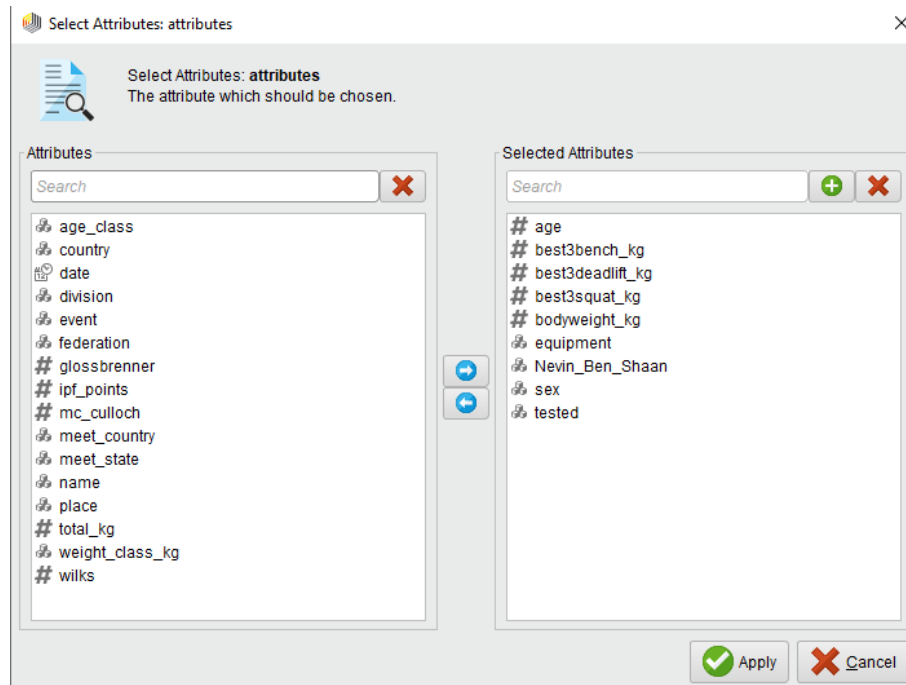 Select Attributes: attributes
Select Attributes: attributes
The attribute which should be chosen.
Attributes
Search
age_class
country
date
division
event
federation
glossbrenner
ipf_points
mc_culloch
meet_country
meet_state
name
place
total_kg
weight_class_kg
wilks
Selected Attributes
Search
age
best3bench_kg
best3deadlift_kg
best3squat_kg
bodyweight_kg
equipment
Nevin_Ben_Shaan
sex
tested
Apply
Cancel